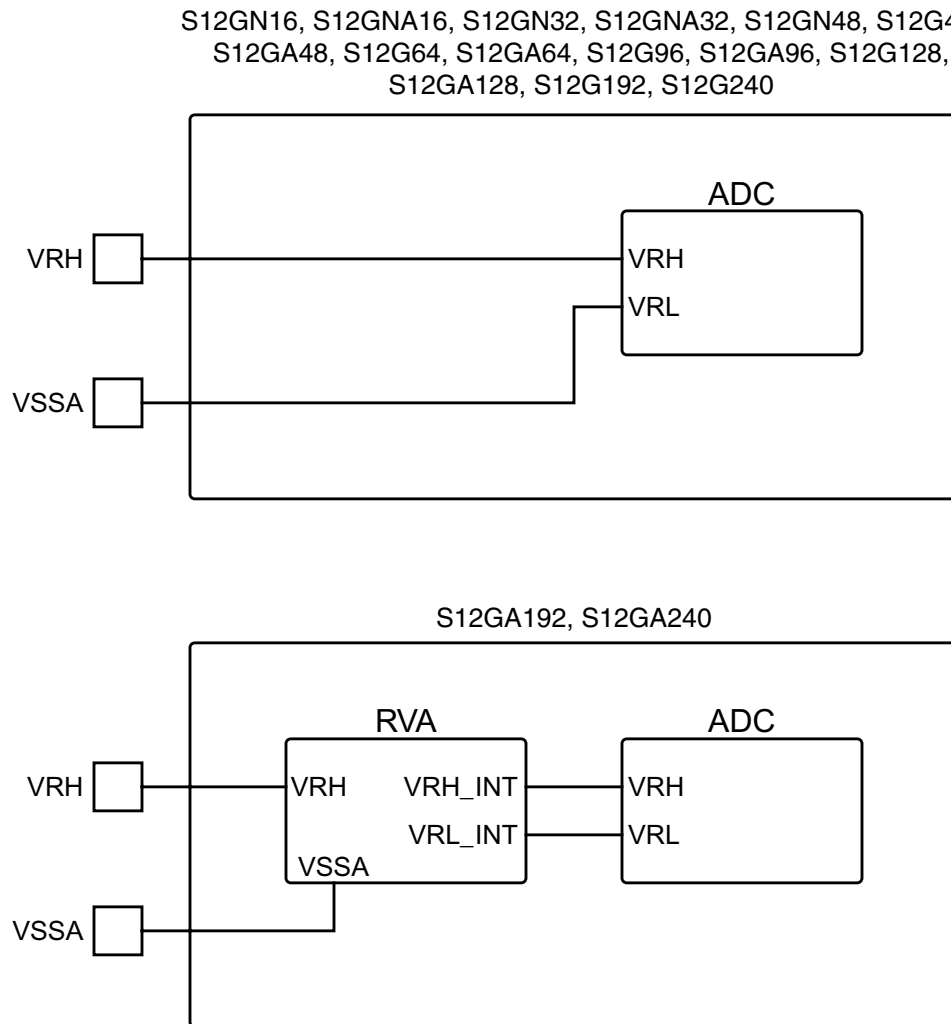 S12GN16, S12GNA16, S12GN32, S12GNA32, S12GN48,
S12GA48, S12G64, S12GA64, S12G96, S12GA96, S12G128,
S12GA128, S12G192, S12G240
ADC
VRH
VRH
VRL
VSSA
S12GA192, S12GA240
RVA
ADC
VRH
VRH
VRH_INT
VRH
VRL_INT
VRL
VSSA
VSSA